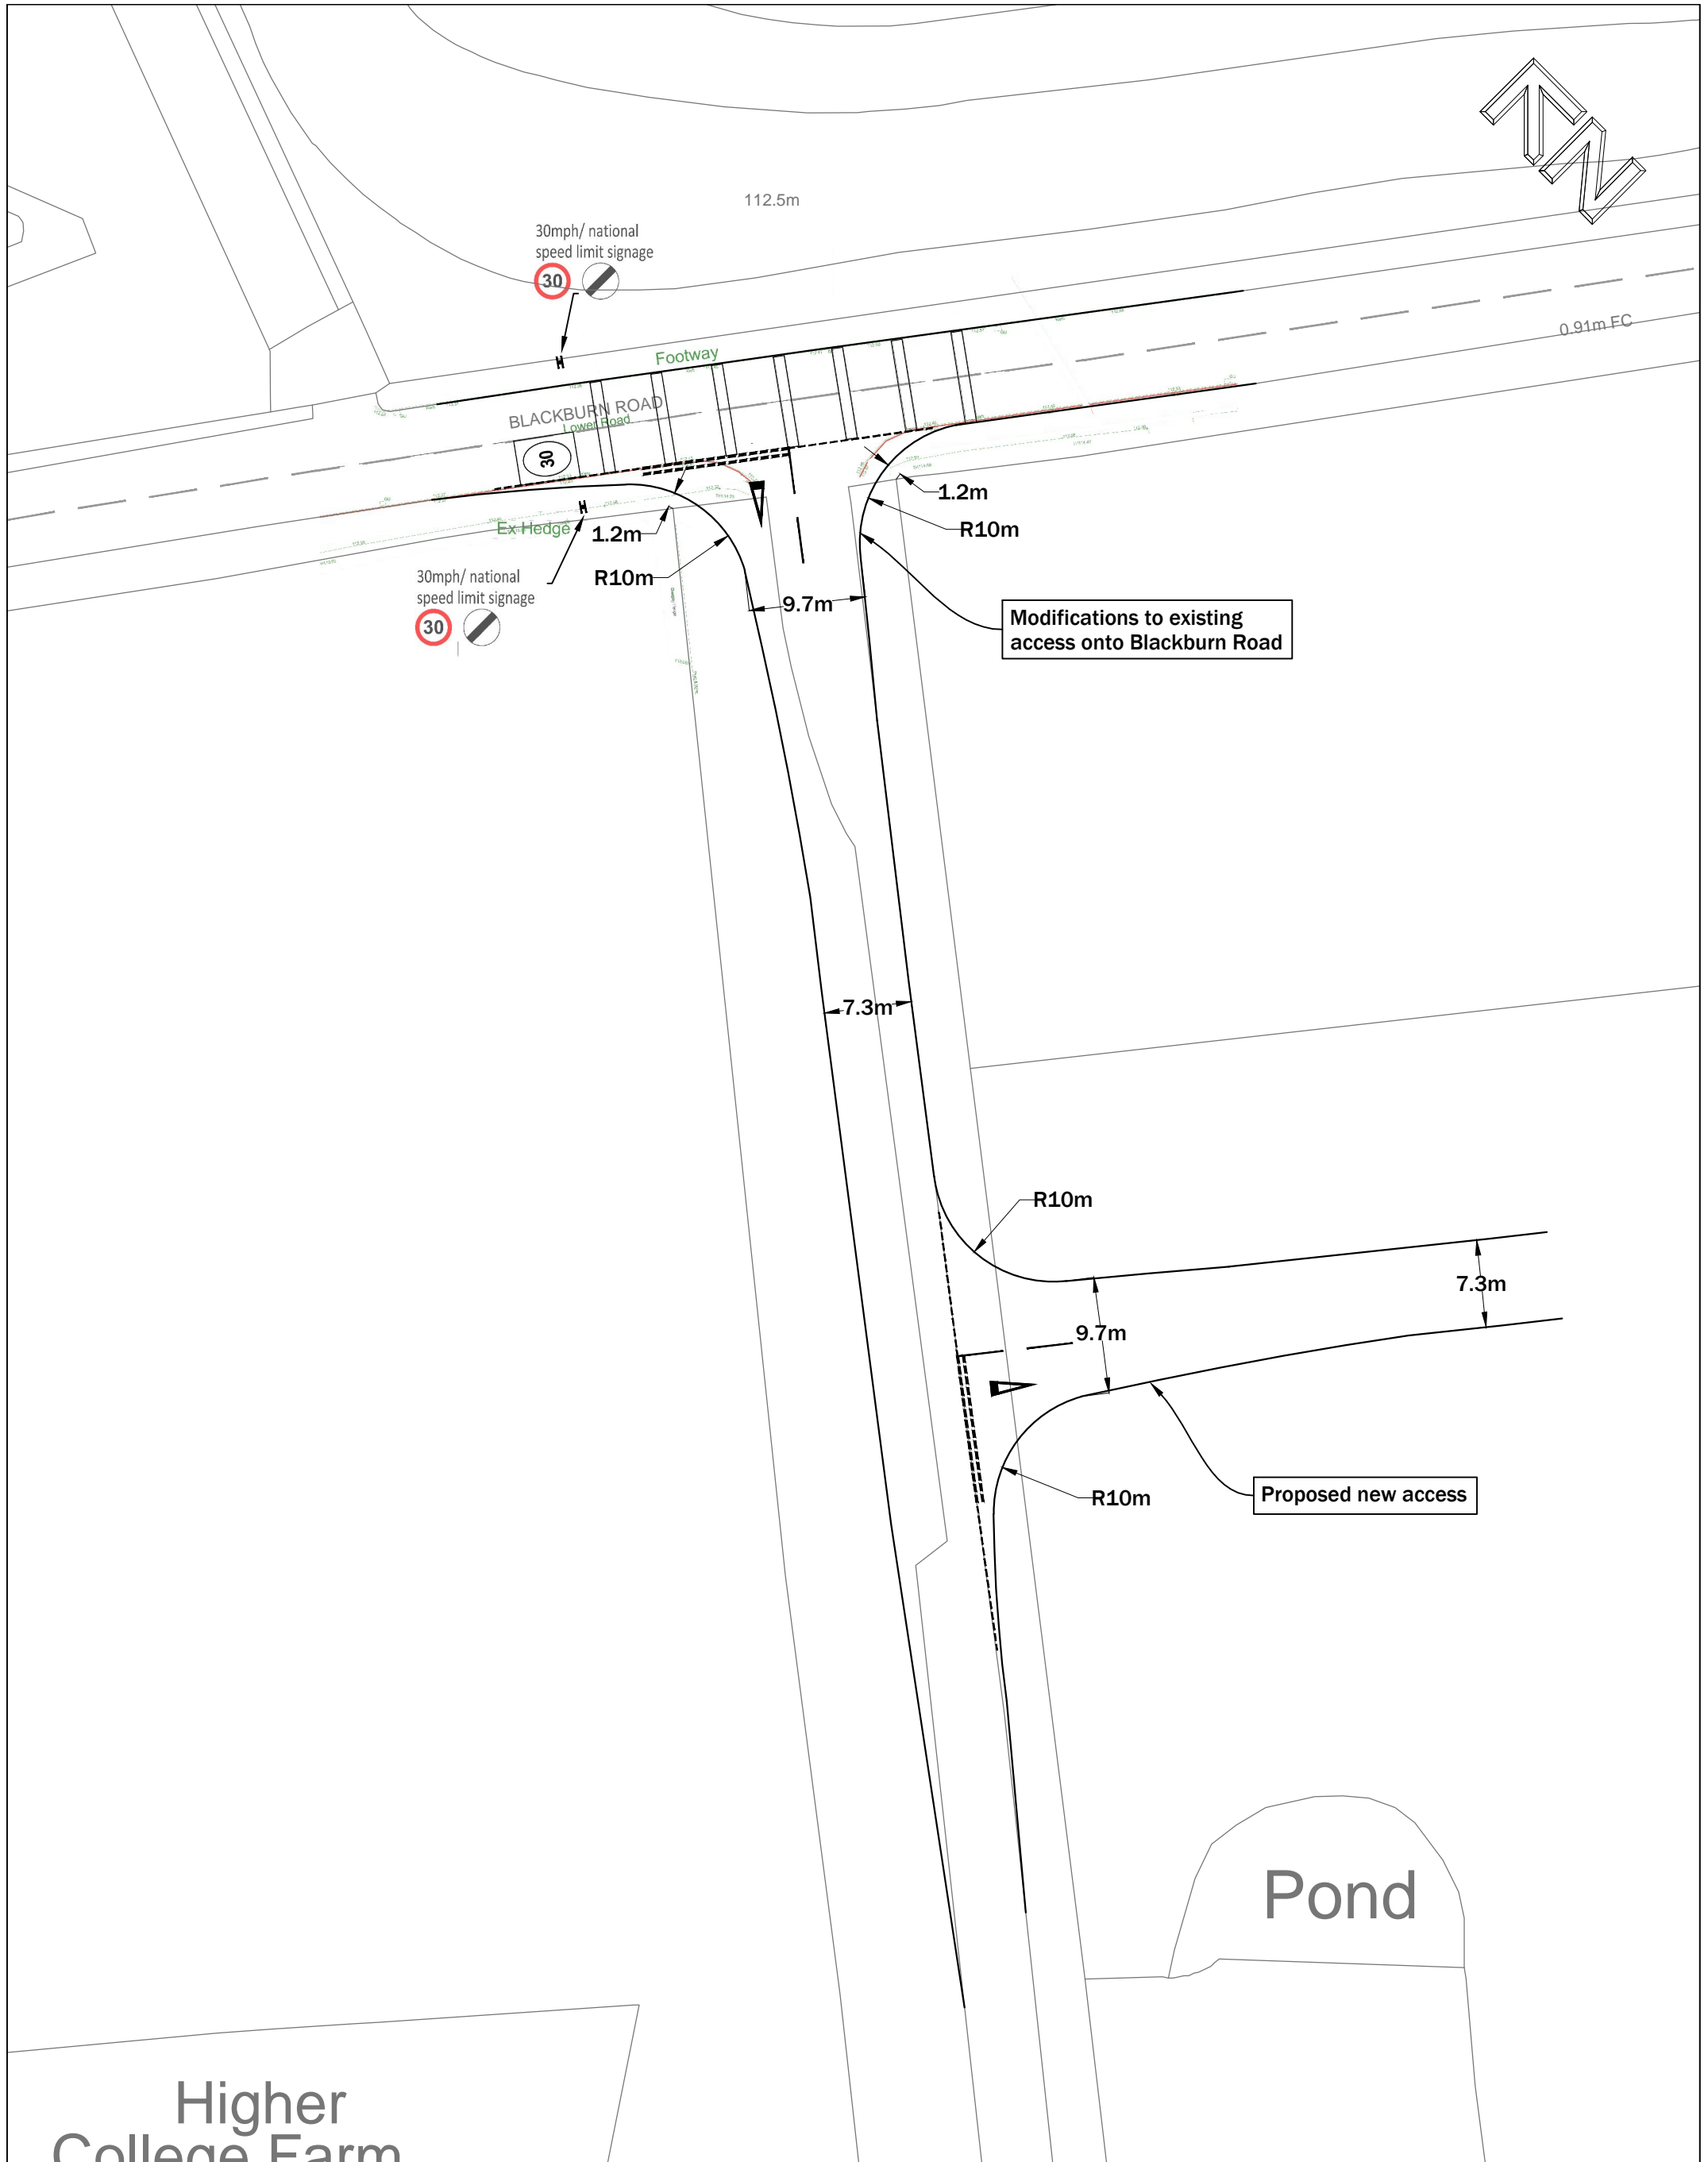 112.5m
30mph/ national
speed limit signage
30
N
0.91m FC
Footway
BLACKBURN ROAD
Lower Road
30
1.2m
R10m
Ex Hedge
1.2m
R10m
30mph/ national
speed limit signage
30
9.7m
Modifications to existing
access onto Blackburn Road
7.3m
R10m
7.3m
9.7m
R10m
Proposed new access
Pond
Higher
College Farm